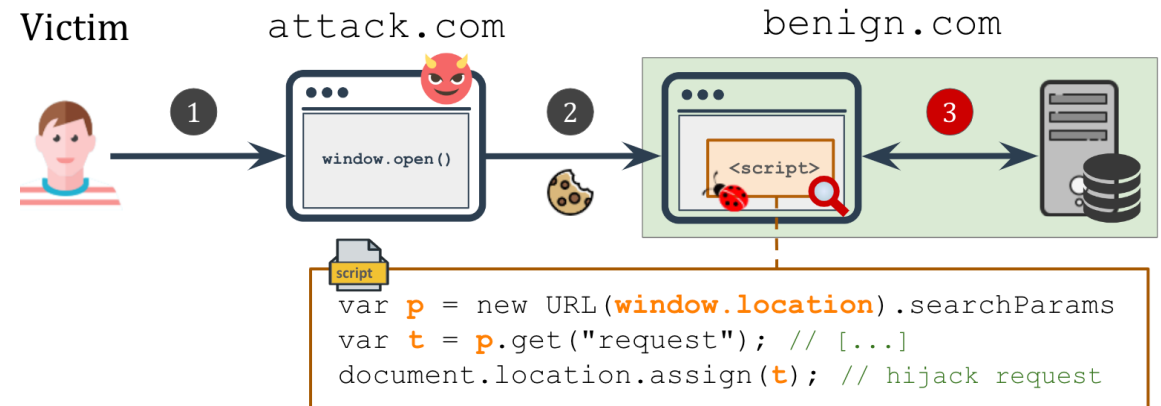 Victim
attack.com
benign.com
1
2
3
window.open()
<script>
script
var p = new URL(window.location).searchParams
var t = p.get("request"); // [...]
document.location.assign(t); // hijack request